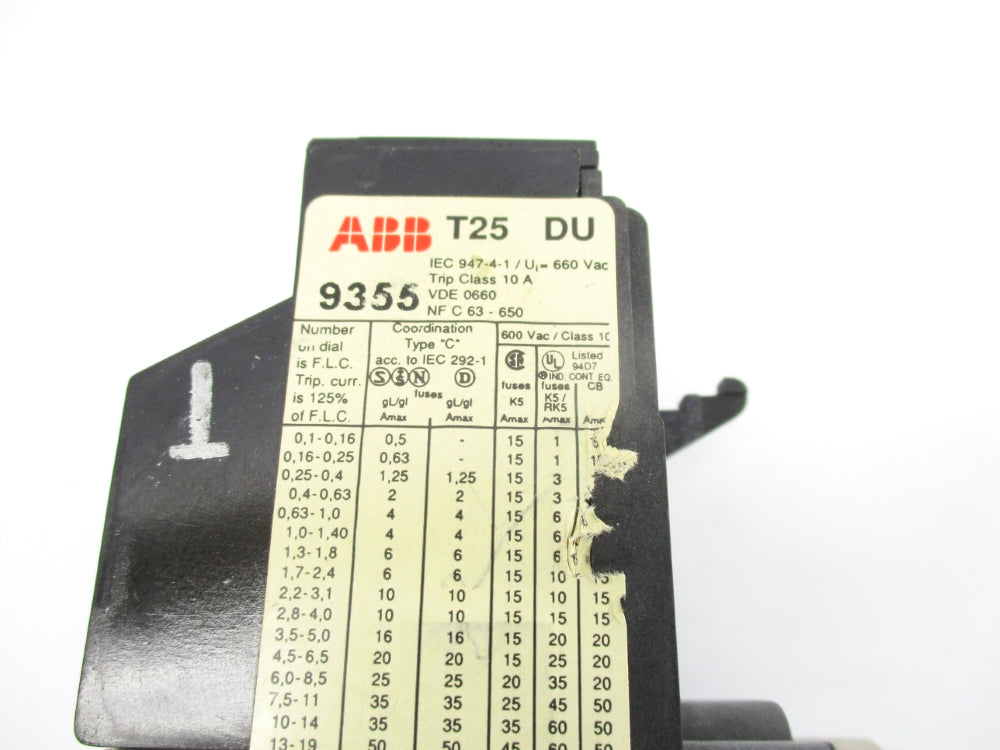 ABB T25 DU
IEC 947-4-1 / Ui= 660 Vac
Trip Class 10 A
9355 VDE 0660
NF C 63 - 650
Number on dial is F.L.C. Trip. curr. is 125% of F.L.C.
Coordination Type "C" acc. to IEC 292-1
600 Vac / Class 10
S N D
fuses
gL/gl gL/gl
Amax Amax
fuses K5 Amax
UL Listed 94D7
IND. CONT. EQ.
fuses K5/ RK5 Amax
CB
0,1-0,16 0,5 - 15 1
0,16-0,25 0,63 - 15 1
0,25-0,4 1,25 1,25 15 3
0,4-0,63 2 2 15 3
0,63-1,0 4 4 15 6
1,0-1,40 4 4 15 6
1,3-1,8 6 6 15 6
1,7-2,4 6 6 15 10 15
2,2-3,1 10 10 15 10 15
2,8-4,0 10 10 15 15 15
3,5-5,0 16 16 15 20 20
4,5-6,5 20 20 15 25 20
6,0-8,5 25 25 20 35 20
7,5-11 35 35 25 45 50
10-14 35 35 35 60 50
13-19 50 50 45 60 50